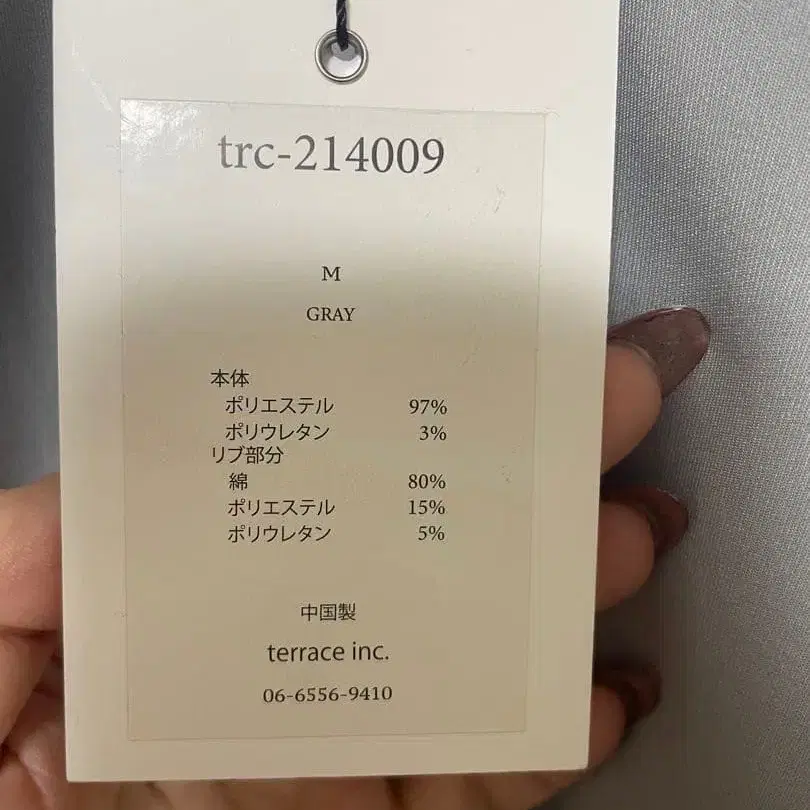 trc-214009
M
GRAY
本体
ポリエステル 97%
ポリウレタン 3%
リブ部分
綿 80%
ポリエステル 15%
ポリウレタン 5%
中国製
terrace inc.
06-6556-9410